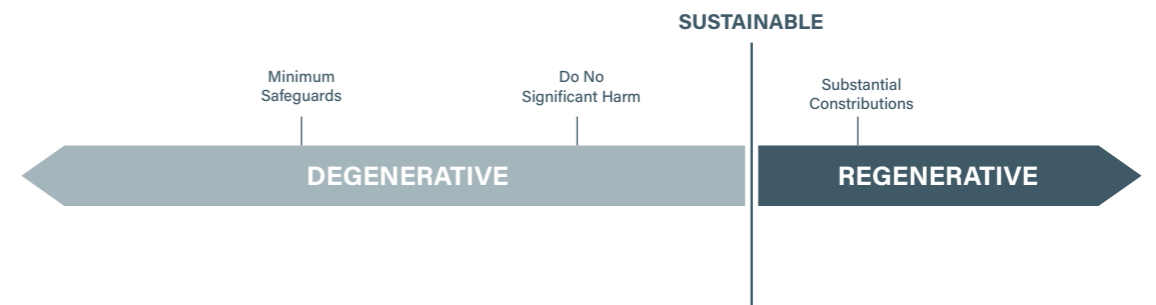 SUSTAINABLE
Minimum
Safeguards
Do No
Significant Harm
Substantial
Constributions
DEGENERATIVE
REGENERATIVE